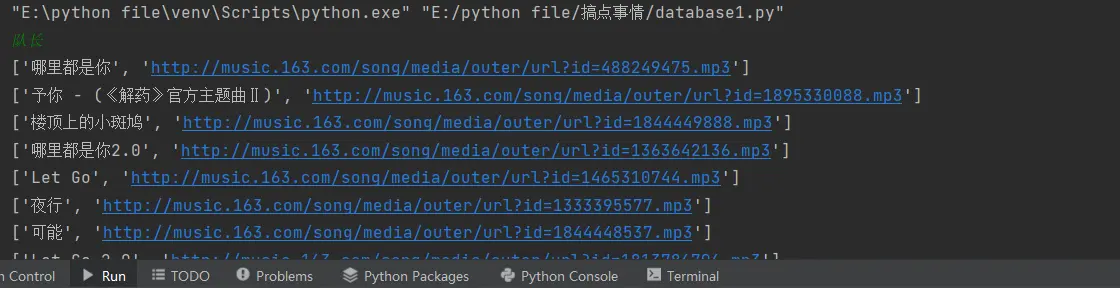 "E:\python file\venv\Scripts\python.exe" "E:/python file/搞点事情/database1.py"
队长
['哪里都是你', 'http://music.163.com/song/media/outer/url?id=488249475.mp3']
['予你 - (《解药》官方主题曲Ⅱ)', 'http://music.163.com/song/media/outer/url?id=1895330088.mp3']
['楼顶上的小斑鸠', 'http://music.163.com/song/media/outer/url?id=1844449888.mp3']
['哪里都是你2.0', 'http://music.163.com/song/media/outer/url?id=1363642136.mp3']
['Let Go', 'http://music.163.com/song/media/outer/url?id=1465310744.mp3']
['夜行', 'http://music.163.com/song/media/outer/url?id=1333395577.mp3']
['可能', 'http://music.163.com/song/media/outer/url?id=1844448537.mp3']
n Control Run TODO Problems Python Packages Python Console Terminal